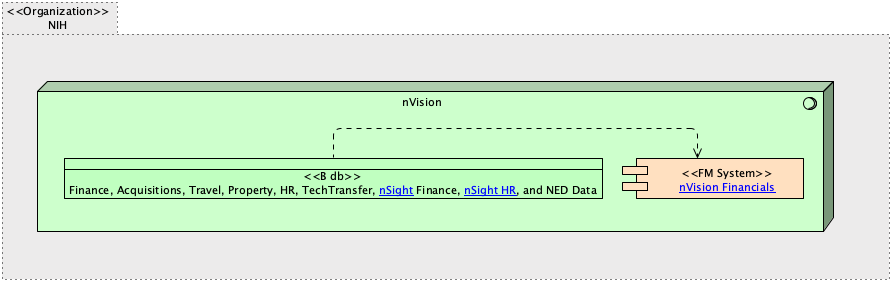 <<Organization>>
NIH
nVision
<<B db>>
Finance, Acquisitions, Travel, Property, HR, TechTransfer, nSight Finance, nSight HR, and NED Data
<<FM System>>
nVision Financials